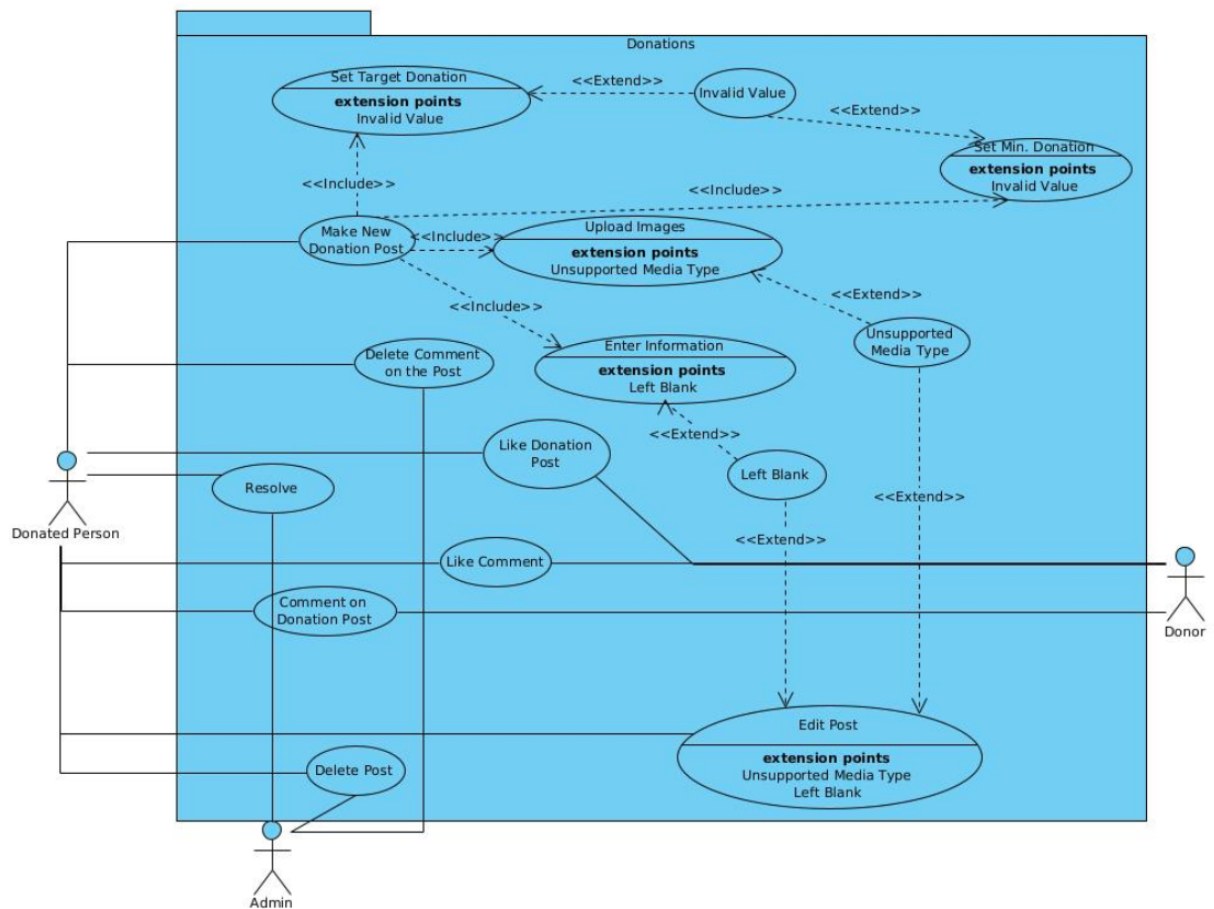 Donations
Set Target Donation
extension points
Invalid Value
<<Extend>>
Invalid Value
<<Extend>>
Set Min. Donation
extension points
Invalid Value
<<Include>>
<<Include>>
Make New
Donation Post
<<Include>>
Upload Images
extension points
Unsupported Media Type
<<Include>>
<<Extend>>
Unsupported
Media Type
Delete Comment
on the Post
Enter Information
extension points
Left Blank
<<Extend>>
Like Donation
Post
Left Blank
Resolve
<<Extend>>
Donated Person
<<Extend>>
Like Comment
Comment on
Donation Post
Donor
Edit Post
extension points
Unsupported Media Type
Left Blank
Delete Post
Admin